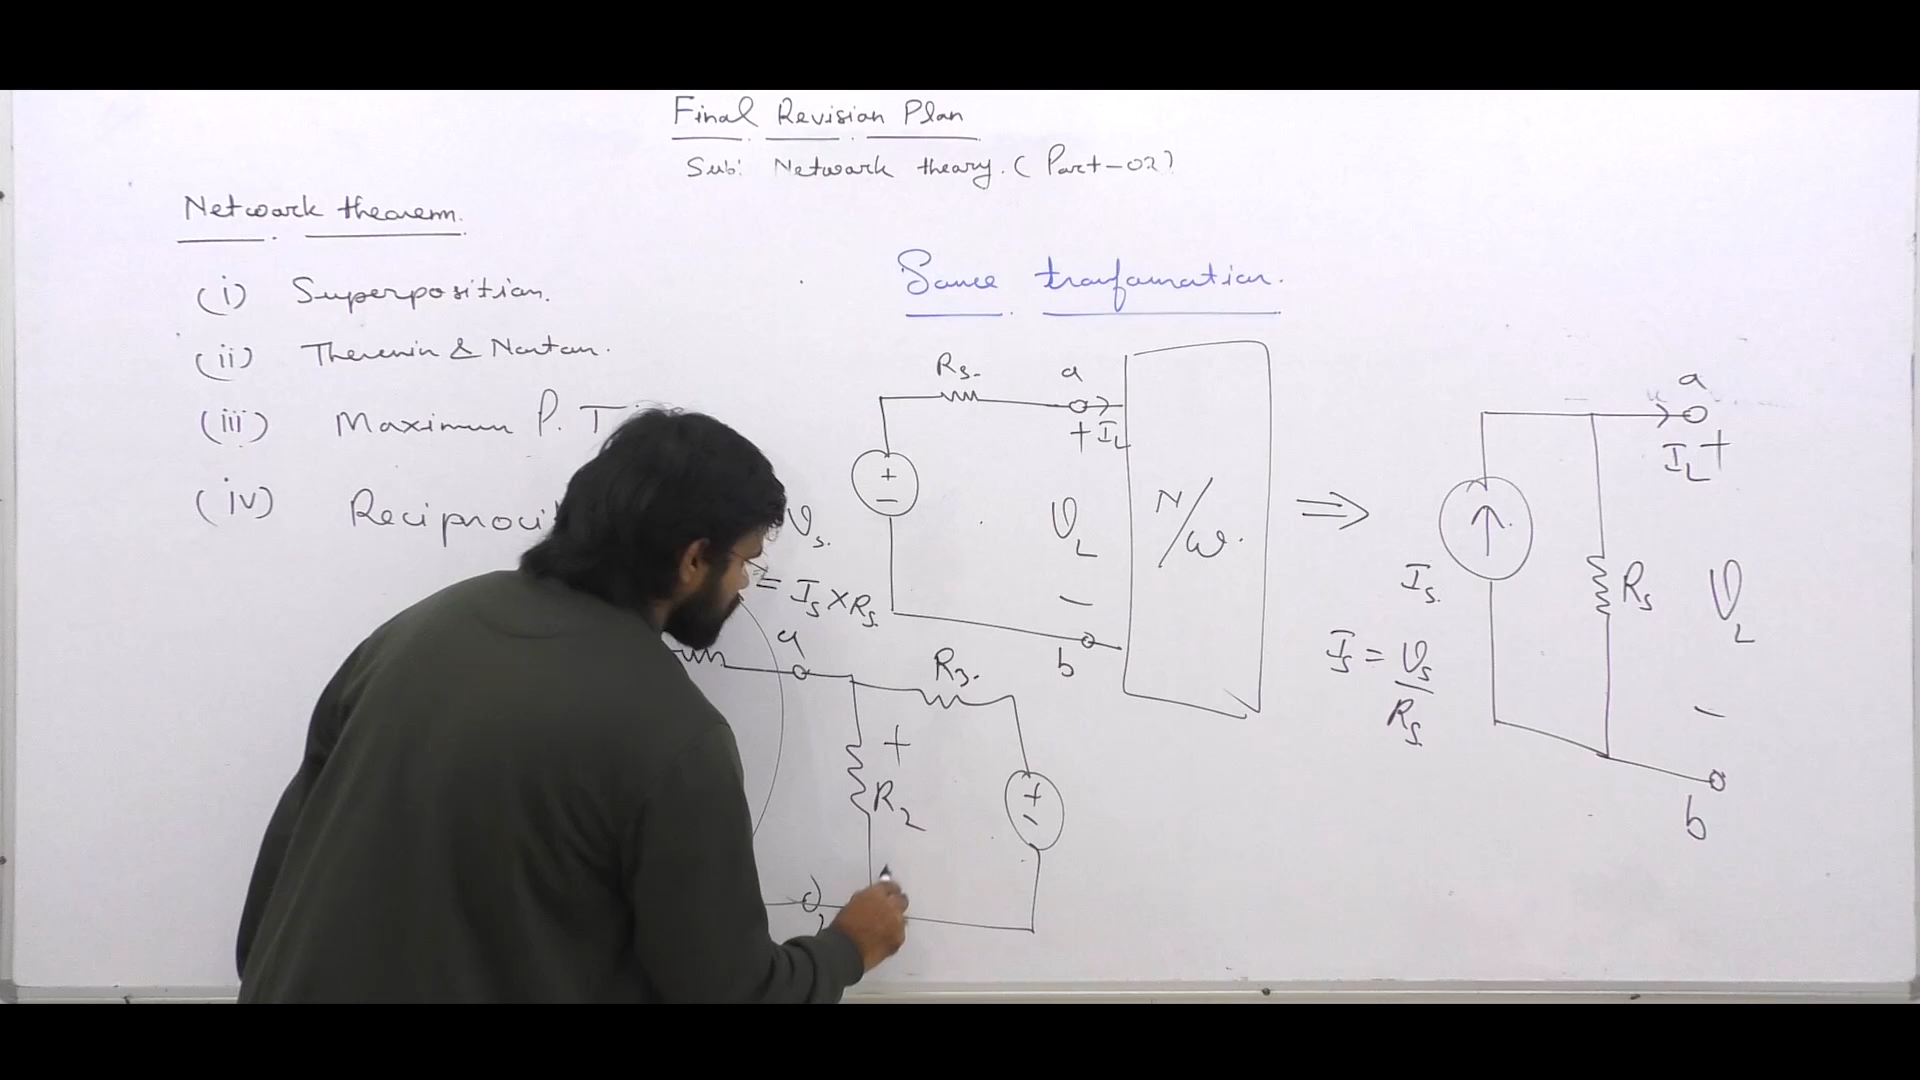 Final Revision Plan
Sub: Network theory. (Part-02)
Network theorem.
(i) Superposition.
(ii) Thevenin & Norton.
(iii) Maximum P. T
(iv) Reciproci
Source transformation.
Rs.
a
+ IL
+
−
Vs.
= Is × Rs.
VL
−
b
N/W.
⇒
a
IL +
↑
Is.
Rs
VL
Is = Vs/Rs.
−
b
a
R3.
+
R2
+
−